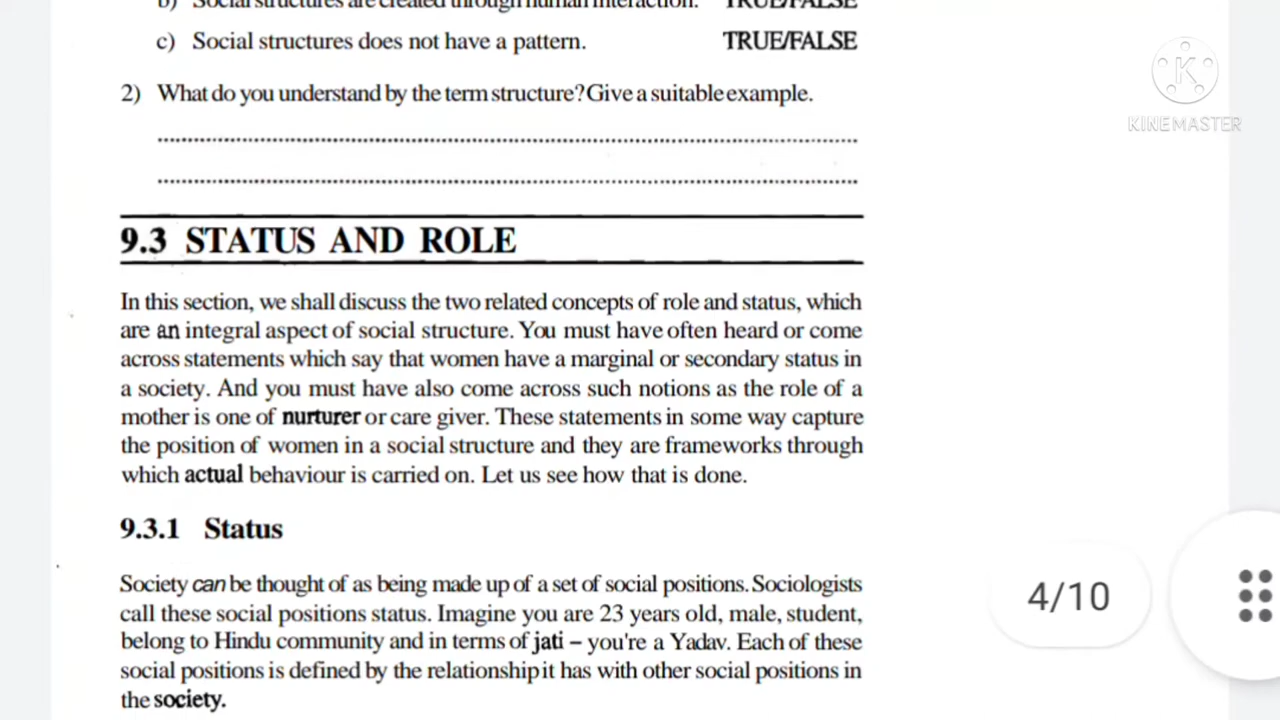 b) Social structures are created through human interaction. TRUE/FALSE
c) Social structures does not have a pattern. TRUE/FALSE
KINEMASTER
2) What do you understand by the term structure? Give a suitable example.
9.3 STATUS AND ROLE
In this section, we shall discuss the two related concepts of role and status, which
are an integral aspect of social structure. You must have often heard or come
across statements which say that women have a marginal or secondary status in
a society. And you must have also come across such notions as the role of a
mother is one of nurturer or care giver. These statements in some way capture
the position of women in a social structure and they are frameworks through
which actual behaviour is carried on. Let us see how that is done.
9.3.1 Status
Society can be thought of as being made up of a set of social positions. Sociologists
call these social positions status. Imagine you are 23 years old, male, student,
belong to Hindu community and in terms of jati – you're a Yadav. Each of these
social positions is defined by the relationship it has with other social positions in
the society.
4/10